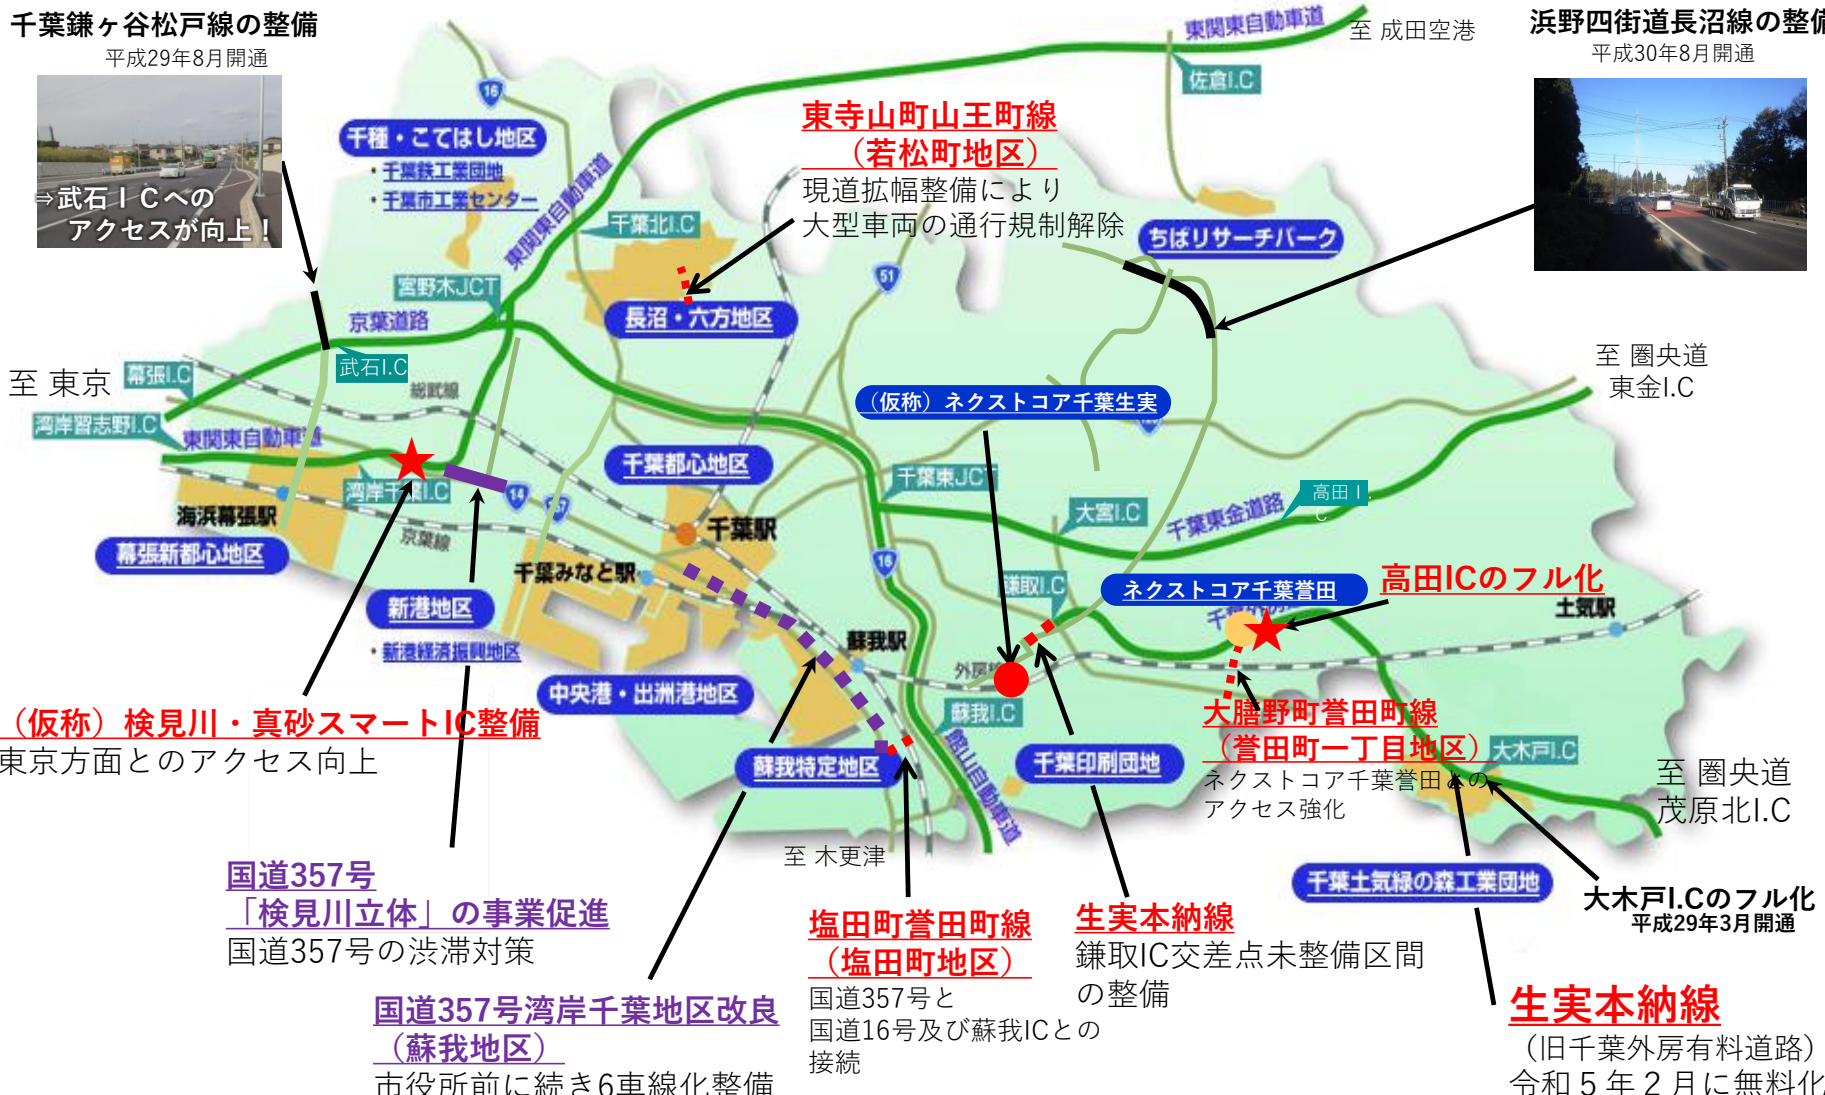 千葉鎌ヶ谷松戸線の整備
平成29年8月開通
⇒武石ＩＣへの
アクセスが向上！
東関東自動車道
至 成田空港
浜野四街道長沼線の整備
平成30年8月開通
佐倉I.C
16
千種・こてはし地区
・千葉鉄工業団地
・千葉市工業センター
東関東自動車道
東寺山町山王町線
（若松町地区）
現道拡幅整備により
大型車両の通行規制解除
千葉北I.C
ちばリサーチパーク
51
宮野木JCT
京葉道路
長沼・六方地区
武石I.C
至 東京
幕張I.C
総武線
湾岸習志野I.C
東関東自動車道
（仮称）ネクストコア千葉生実
至 圏央道
東金I.C
千葉都心地区
千葉東JCT
湾岸千葉I.C
14
海浜幕張駅
京葉線
千葉駅
大宮I.C
千葉東金道路
高田Ｉ.
C
幕張新都心地区
千葉みなと駅
16
鎌取I.C
ネクストコア千葉誉田
高田ICのフル化
土気駅
新港地区
・新港経済振興地区
蘇我駅
中央港・出洲港地区
蘇我I.C
館山自動車道
（仮称）検見川・真砂スマートIC整備
東京方面とのアクセス向上
蘇我特定地区
千葉印刷団地
大膳野町誉田町線
（誉田町一丁目地区）
ネクストコア千葉誉田との
アクセス強化
大木戸I.C
至 圏央道
茂原北I.C
至 木更津
国道357号
「検見川立体」の事業促進
国道357号の渋滞対策
千葉土気緑の森工業団地
大木戸I.Cのフル化
平成29年3月開通
塩田町誉田町線
（塩田町地区）
国道357号と
国道16号及び蘇我ICとの
接続
生実本納線
鎌取IC交差点未整備区間
の整備
国道357号湾岸千葉地区改良
（蘇我地区）
市役所前に続き6車線化整備
生実本納線
（旧千葉外房有料道路）
令和５年２月に無料化